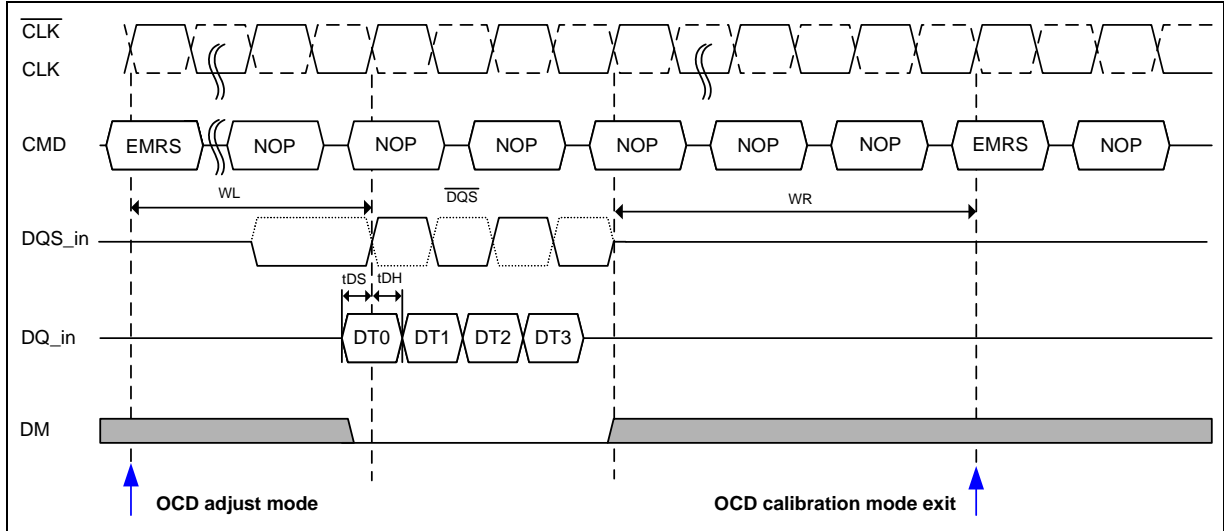 CLK
CLK
CMD EMRS NOP NOP NOP NOP NOP NOP EMRS NOP
WL DQS WR
DQS_in
tDS tDH
DQ_in DT0 DT1 DT2 DT3
DM
OCD adjust mode OCD calibration mode exit